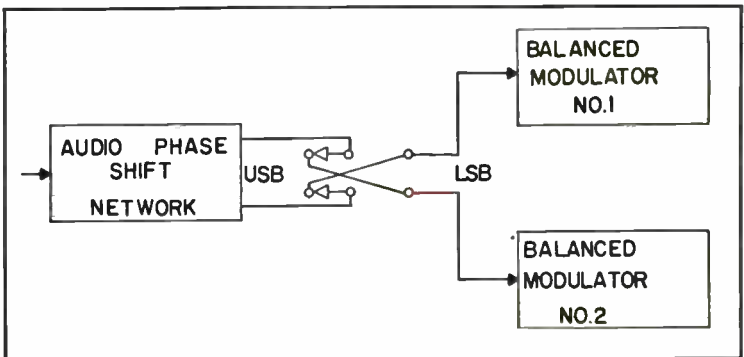 BALANCED
MODULATOR
NO.1
AUDIO PHASE
SHIFT
NETWORK
USB
LSB
BALANCED
MODULATOR
NO.2